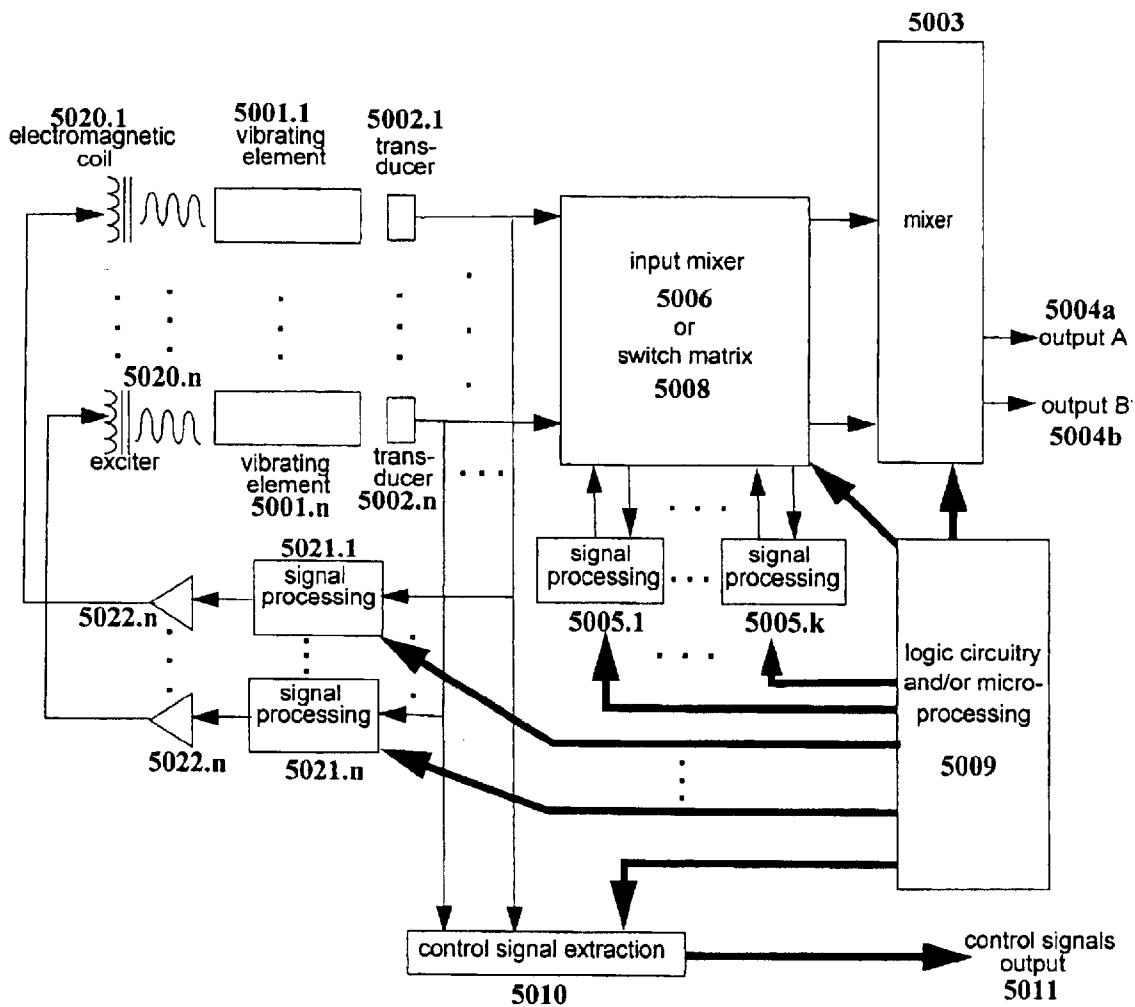 5003
5020.1
electromagnetic
coil
5001.1
vibrating
element
5002.1
trans-
ducer
input mixer
5006
or
switch matrix
5008
mixer
5004a
output A
output B
5004b
5020.n
exciter
vibrating
element
5001.n
trans-
ducer
5002.n
5021.1
signal
processing
5022.n
signal
processing
5021.n
5022.n
signal
processing
5005.1
signal
processing
5005.k
logic circuitry
and/or micro-
processing
5009
control signal extraction
5010
control signals
output
5011